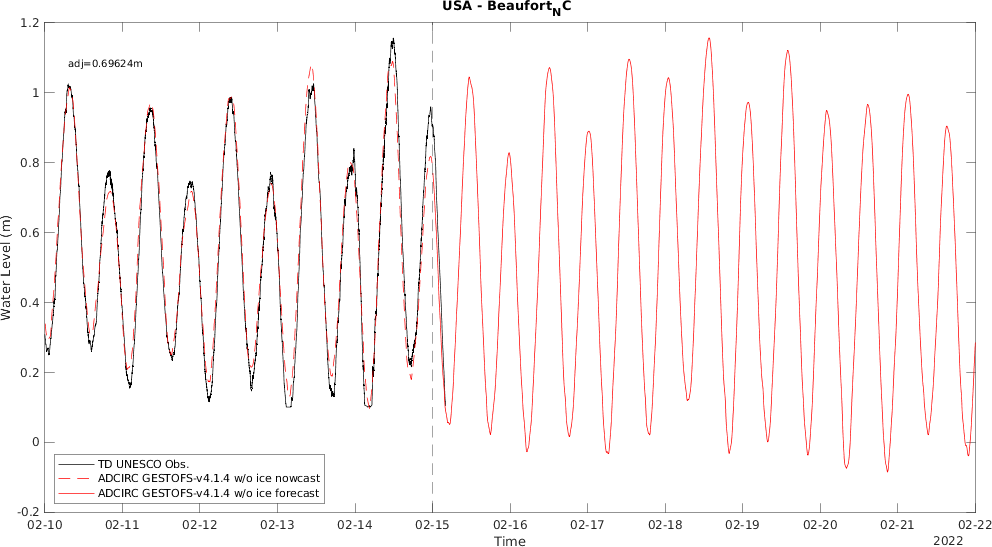 USA - Beaufort_NC
adj=0.69624m
1.2
1
0.8
0.6
0.4
0.2
0
-0.2
Water Level (m)
TD UNESCO Obs.
ADCIRC GESTOFS-v4.1.4 w/o ice nowcast
ADCIRC GESTOFS-v4.1.4 w/o ice forecast
02-10 02-11 02-12 02-13 02-14 02-15 02-16 02-17 02-18 02-19 02-20 02-21 02-22
Time
2022